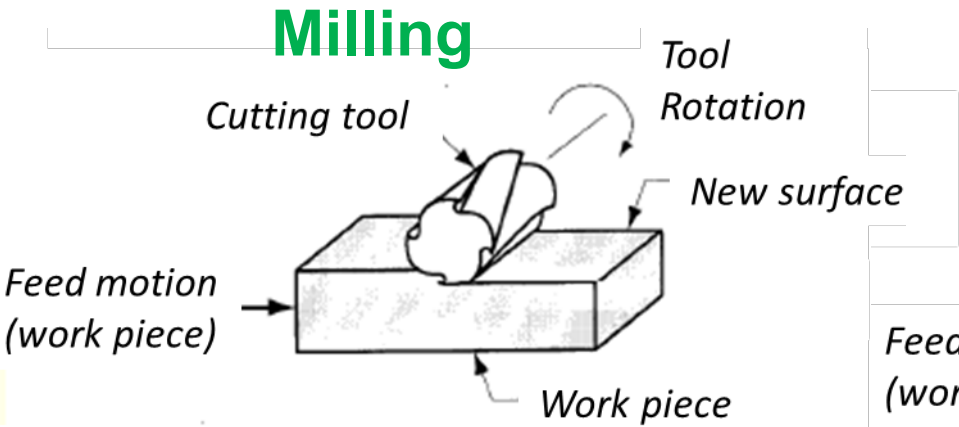 Milling
Tool
Rotation
Cutting tool
New surface
Feed motion
(work piece)
Work piece